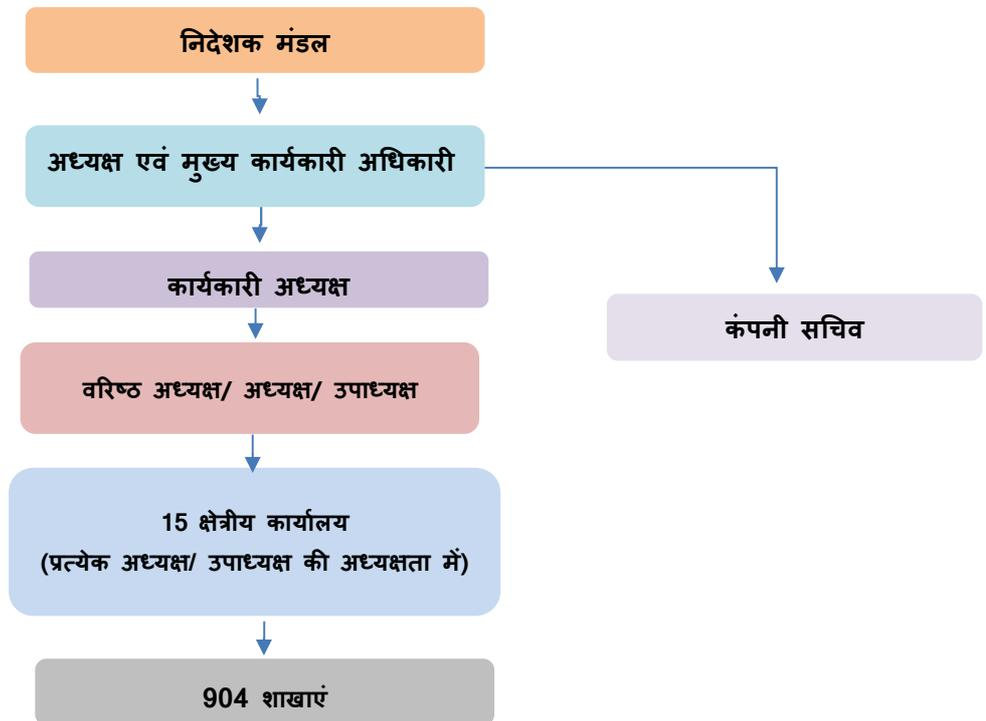 निदेशक मंडल
अध्यक्ष एवं मुख्य कार्यकारी अधिकारी
कार्यकारी अध्यक्ष
कंपनी सचिव
वरिष्ठ अध्यक्ष/ अध्यक्ष/ उपाध्यक्ष
15 क्षेत्रीय कार्यालय
(प्रत्येक अध्यक्ष/ उपाध्यक्ष की अध्यक्षता में)
904 शाखाएं